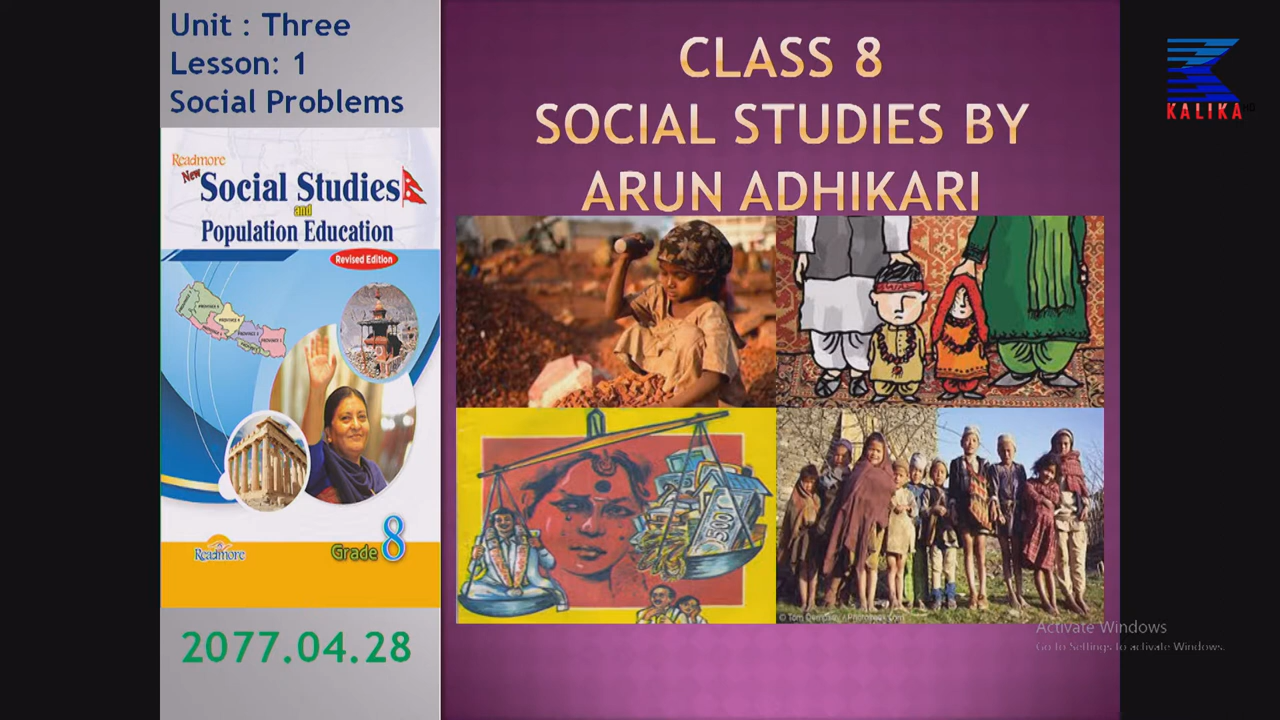 Unit : Three
Lesson: 1
Social Problems
Readmore
New
Social Studies
and
Population Education
Revised Edition
Readmore
Grade 8
2077.04.28
CLASS 8
SOCIAL STUDIES BY
ARUN ADHIKARI
500
KALIKA
Activate Windows
Go to Settings to activate Windows.